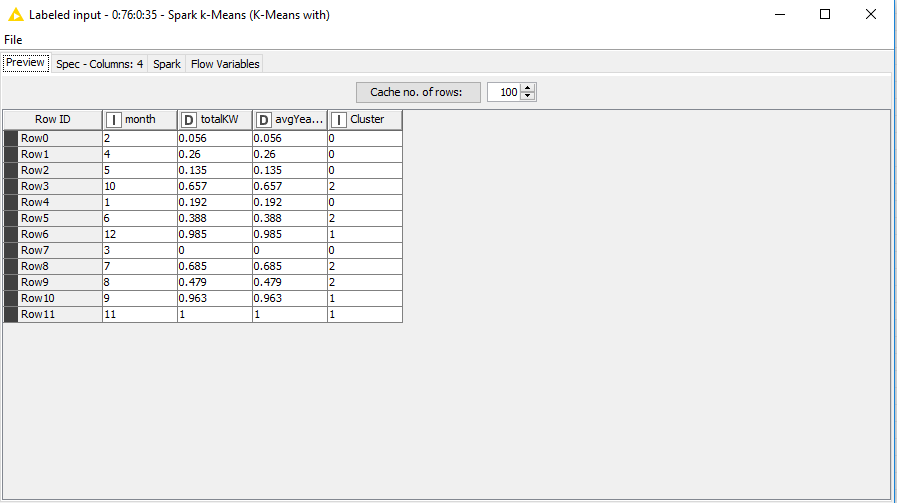 Labeled input - 0:76:0:35 - Spark k-Means (K-Means with)
File
Preview Spec - Columns: 4 Spark Flow Variables
Cache no. of rows: 100
Row ID I month D totalKW D avgYea... I Cluster
Row0 2 0.056 0.056 0
Row1 4 0.26 0.26 0
Row2 5 0.135 0.135 0
Row3 10 0.657 0.657 2
Row4 1 0.192 0.192 0
Row5 6 0.388 0.388 2
Row6 12 0.985 0.985 1
Row7 3 0 0 0
Row8 7 0.685 0.685 2
Row9 8 0.479 0.479 2
Row10 9 0.963 0.963 1
Row11 11 1 1 1